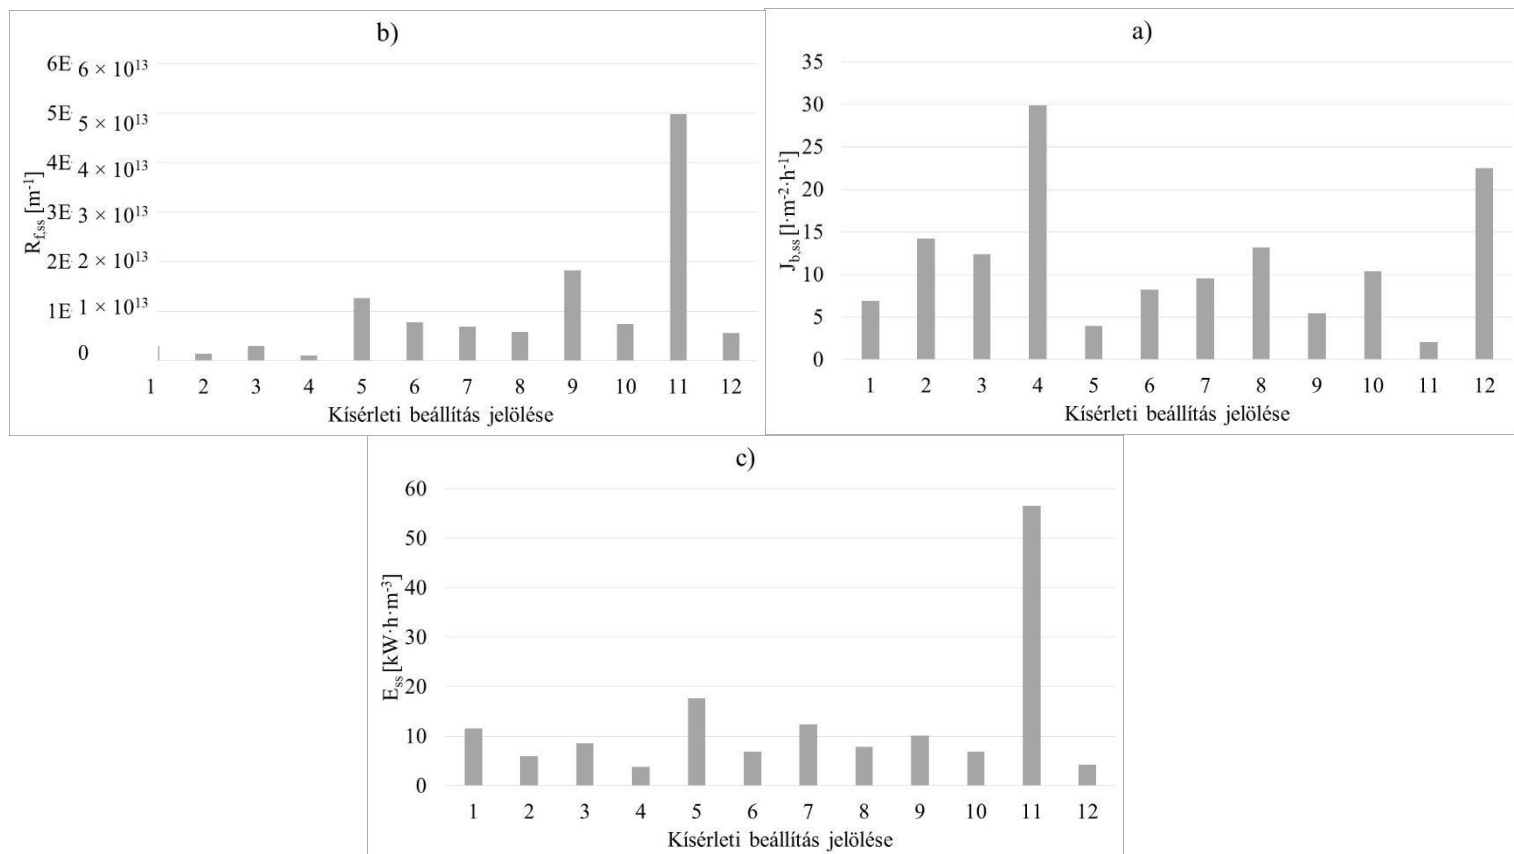 b)
6E 6 × 10¹³
5E 5 × 10¹³
4E 4 × 10¹³
3E 3 × 10¹³
2E 2 × 10¹³
1E 1 × 10¹³
0
R_f,ss [m⁻¹]
1 2 3 4 5 6 7 8 9 10 11 12
Kísérleti beállítás jelölése
a)
35
30
25
20
15
10
5
0
J_b,ss [l·m⁻²·h⁻¹]
1 2 3 4 5 6 7 8 9 10 11 12
Kísérleti beállítás jelölése
c)
60
50
40
30
20
10
0
E_ss [kW·h·m⁻³]
1 2 3 4 5 6 7 8 9 10 11 12
Kísérleti beállítás jelölése